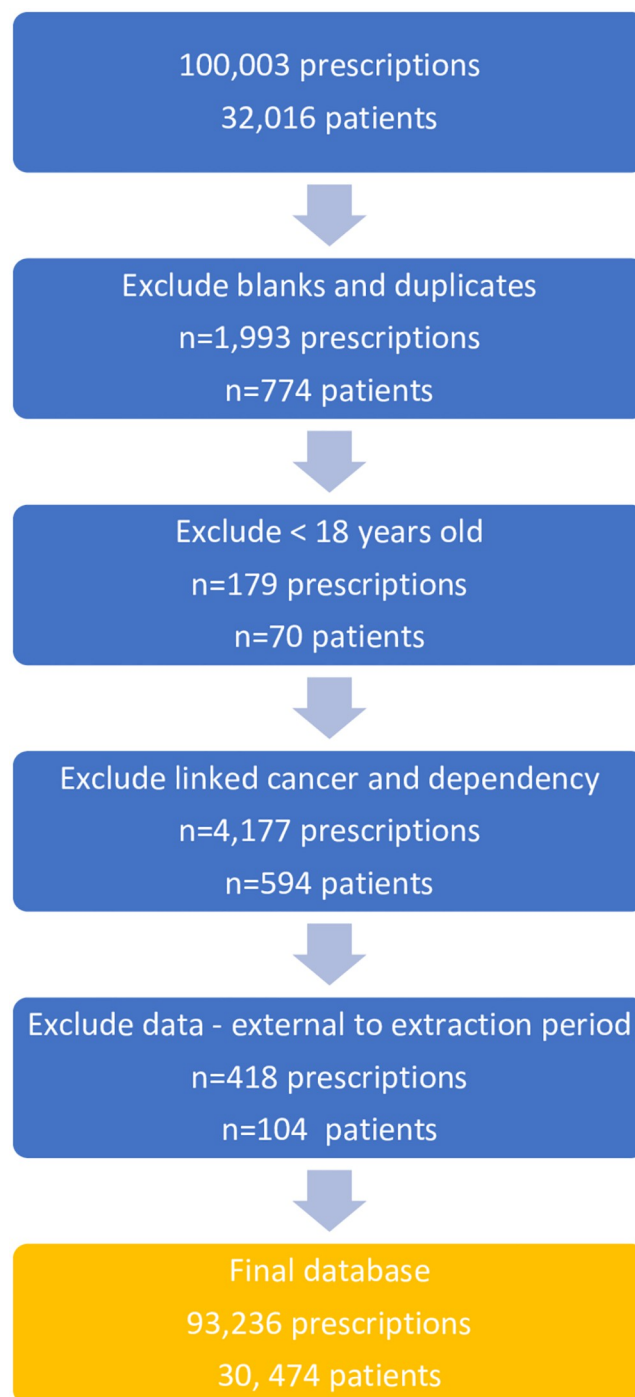 100,003 prescriptions
32,016 patients
Exclude blanks and duplicates
n=1,993 prescriptions
n=774 patients
Exclude < 18 years old
n=179 prescriptions
n=70 patients
Exclude linked cancer and dependency
n=4,177 prescriptions
n=594 patients
Exclude data - external to extraction period
n=418 prescriptions
n=104  patients
Final database
93,236 prescriptions
30, 474 patients